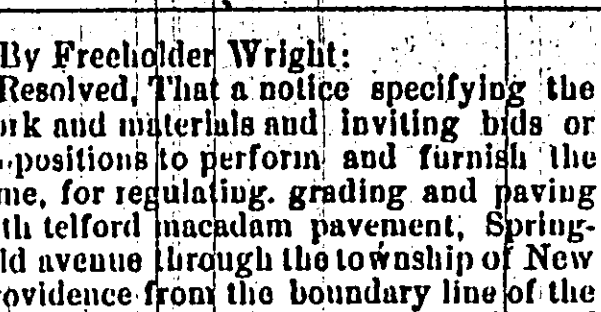 By Freeholder Wright:
Resolved, That a notice specifying the
ork and materials and inviting bids or
positions to perform and furnish the
me, for regulating. grading and paving
th telford macadam pavement, Spring-
ld avenue through the township of New
ovidence from the boundary line of the